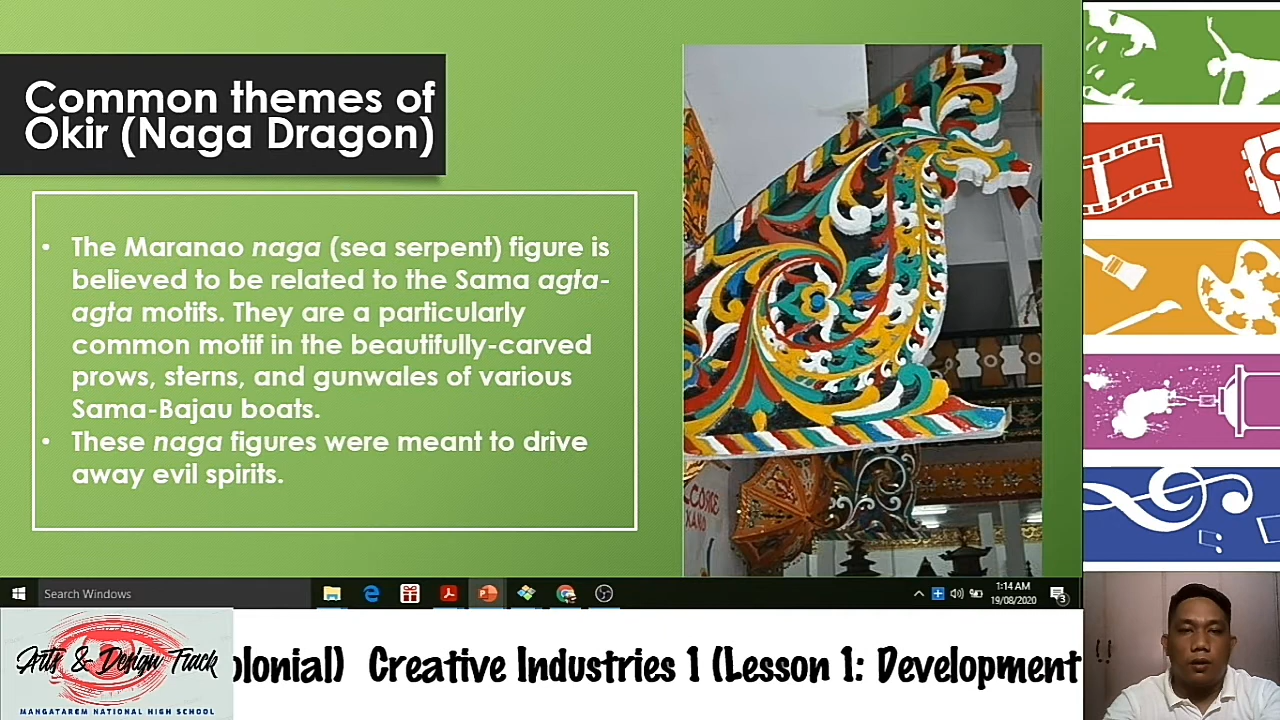 Common themes of
Okir (Naga Dragon)
• The Maranao naga (sea serpent) figure is
believed to be related to the Sama agta-
agta motifs. They are a particularly
common motif in the beautifully-carved
prows, sterns, and gunwales of various
Sama-Bajau boats.
• These naga figures were meant to drive
away evil spirits.
Search Windows
1:14 AM
19/08/2020
3
Arts & Design Track
MANGATAREM NATIONAL HIGH SCHOOL
olonial) Creative Industries 1 (Lesson 1: Development